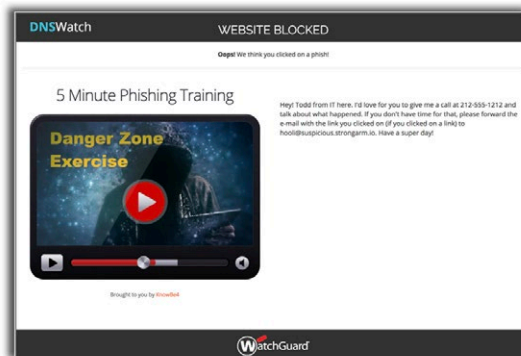 DNSWatch
WEBSITE BLOCKED
Oops! We think you clicked on a phish!
5 Minute Phishing Training
Danger Zone
Exercise
Brought to you by KnowBe4
Hey! Todd from IT here. I'd love for you to give me a call at 212-555-1212 and
talk about what happened. If you don't have time for that, please forward the
e-mail with the link you clicked on (if you clicked on a link) to
hooli@suspicious.strongarm.io. Have a super day!
WatchGuard